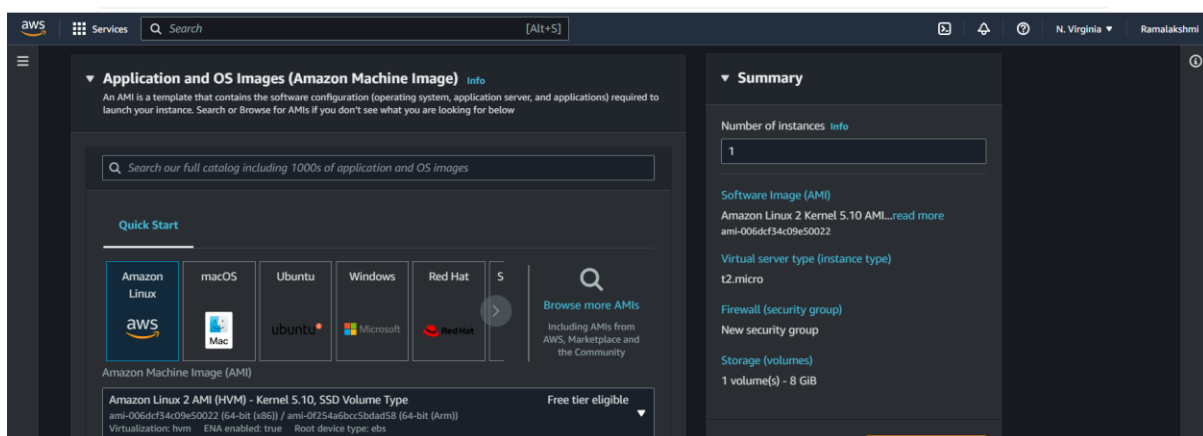 aws
Services
Search
[Alt+S]
N. Virginia
Ramalakshmi
Application and OS Images (Amazon Machine Image) Info
An AMI is a template that contains the software configuration (operating system, application server, and applications) required to
launch your instance. Search or Browse for AMIs if you don't see what you are looking for
below
Search our full catalog including 1000s of application and OS images
Quick Start
Amazon
Linux
aws
macOS
Mac
Ubuntu
ubuntu
Windows
Microsoft
Red Hat
Red Hat
S
Browse more AMIs
Including AMIs from
AWS, Marketplace and
the Community
Amazon Machine Image (AMI)
Amazon Linux 2 AMI (HVM) - Kernel 5.10, SSD Volume Type
Free tier eligible
ami-006dcf34c09e50022 (64-bit (x86)) / ami-0f254a6bcc5bdad58 (64-bit (Arm))
Virtualization: hvm ENA enabled: true Root device type: ebs
Summary
Number of instances Info
1
Software Image (AMI)
Amazon Linux 2 Kernel 5.10 AMI...read more
ami-006dcf34c09e50022
Virtual server type (instance type)
t2.micro
Firewall (security group)
New security group
Storage (volumes)
1 volume(s) - 8 GiB